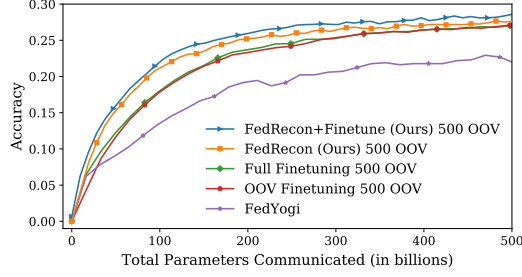 0.30
0.25
0.20
0.15
0.10
0.05
0.00
Accuracy
FedRecon+Finetune (Ours) 500 OOV
FedRecon (Ours) 500 OOV
Full Finetuning 500 OOV
OOV Finetuning 500 OOV
FedYogi
0 100 200 300 400 500
Total Parameters Communicated (in billions)